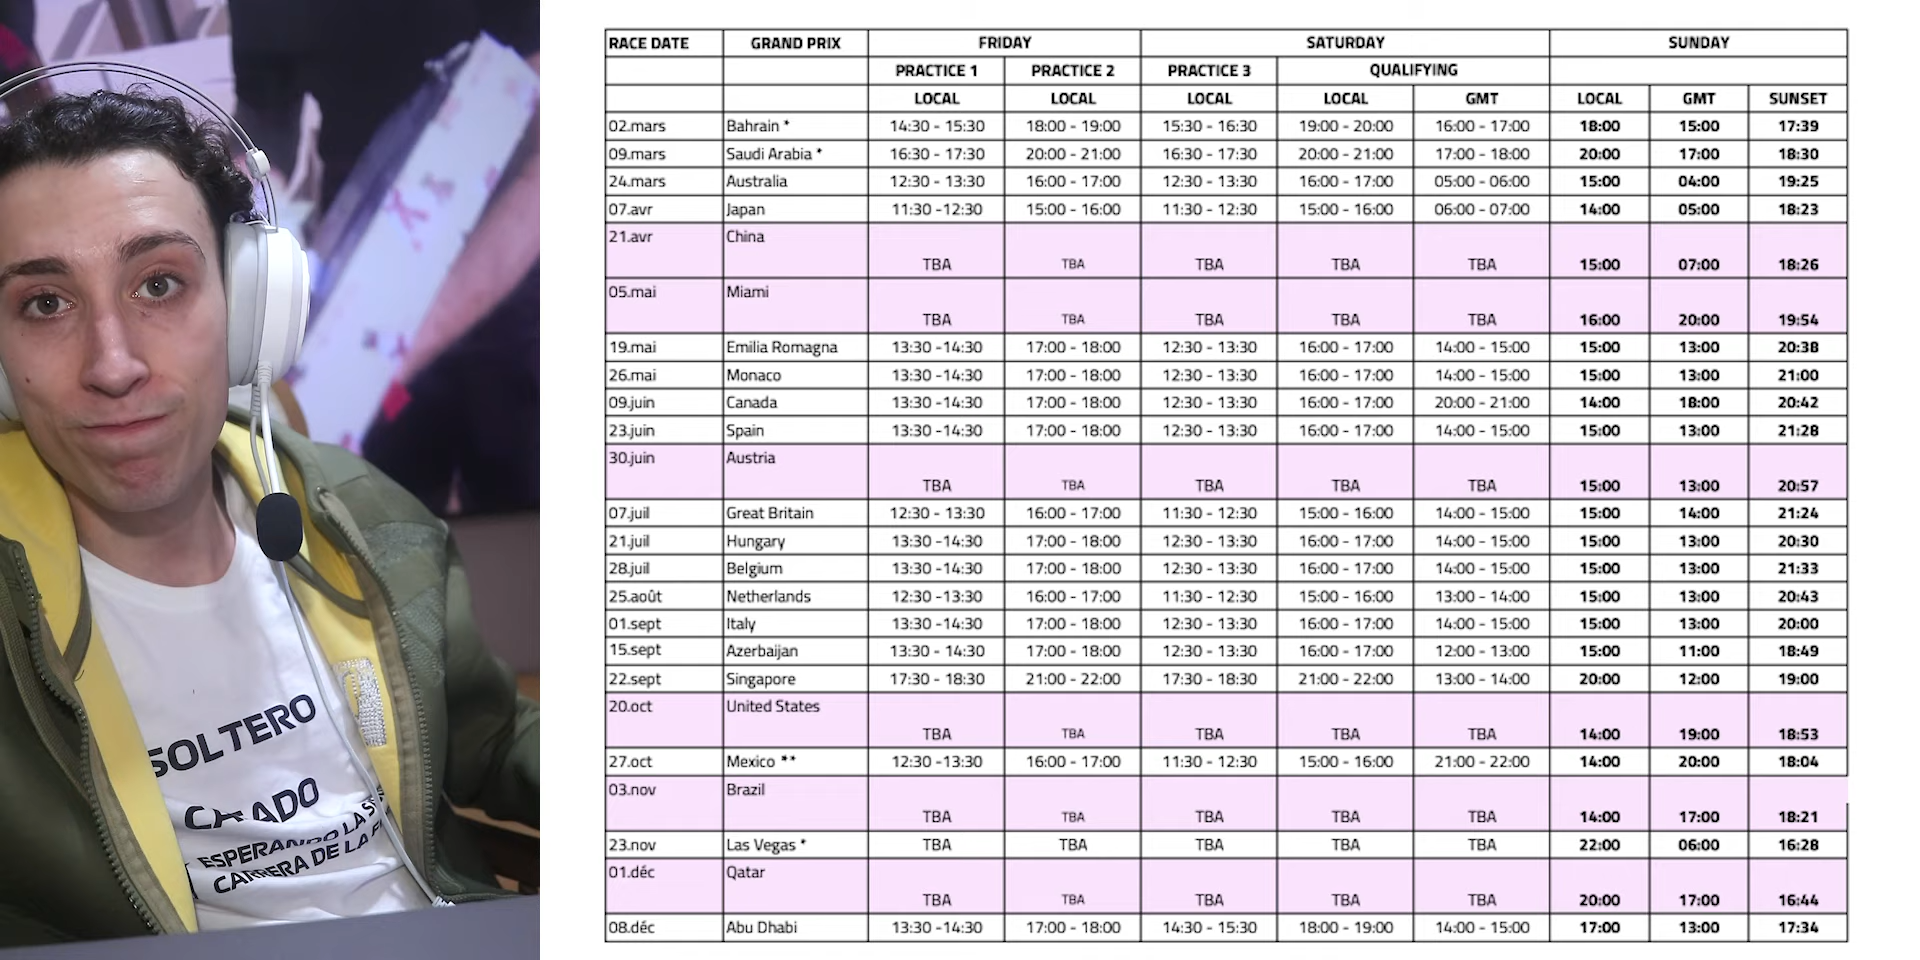 SOLTERO
ESPERANDO LA
CARRERA DE LA
RACE DATE GRAND PRIX FRIDAY SATURDAY SUNDAY
PRACTICE 1 PRACTICE 2 PRACTICE 3 QUALIFYING
LOCAL LOCAL LOCAL LOCAL GMT LOCAL GMT SUNSET
02.mars Bahrain * 14:30 - 15:30 18:00 - 19:00 15:30 - 16:30 19:00 - 20:00 16:00 - 17:00 18:00 15:00 17:39
09.mars Saudi Arabia * 16:30 - 17:30 20:00 - 21:00 16:30 - 17:30 20:00 - 21:00 17:00 - 18:00 20:00 17:00 18:30
24.mars Australia 12:30 - 13:30 16:00 - 17:00 12:30 - 13:30 16:00 - 17:00 05:00 - 06:00 15:00 04:00 19:25
07.avr Japan 11:30 -12:30 15:00 - 16:00 11:30 - 12:30 15:00 - 16:00 06:00 - 07:00 14:00 05:00 18:23
21.avr China TBA TBA TBA TBA TBA 15:00 07:00 18:26
05.mai Miami TBA TBA TBA TBA TBA 16:00 20:00 19:54
19.mai Emilia Romagna 13:30 -14:30 17:00 - 18:00 12:30 - 13:30 16:00 - 17:00 14:00 - 15:00 15:00 13:00 20:38
26.mai Monaco 13:30 -14:30 17:00 - 18:00 12:30 - 13:30 16:00 - 17:00 14:00 - 15:00 15:00 13:00 21:00
09.juin Canada 13:30 -14:30 17:00 - 18:00 12:30 - 13:30 16:00 - 17:00 20:00 - 21:00 14:00 18:00 20:42
23.juin Spain 13:30 -14:30 17:00 - 18:00 12:30 - 13:30 16:00 - 17:00 14:00 - 15:00 15:00 13:00 21:28
30.juin Austria TBA TBA TBA TBA TBA 15:00 13:00 20:57
07.juil Great Britain 12:30 - 13:30 16:00 - 17:00 11:30 - 12:30 15:00 - 16:00 14:00 - 15:00 15:00 14:00 21:24
21.juil Hungary 13:30 -14:30 17:00 - 18:00 12:30 - 13:30 16:00 - 17:00 14:00 - 15:00 15:00 13:00 20:30
28.juil Belgium 13:30 -14:30 17:00 - 18:00 12:30 - 13:30 16:00 - 17:00 14:00 - 15:00 15:00 13:00 21:33
25.août Netherlands 12:30 -13:30 16:00 - 17:00 11:30 - 12:30 15:00 - 16:00 13:00 - 14:00 15:00 13:00 20:43
01.sept Italy 13:30 -14:30 17:00 - 18:00 12:30 - 13:30 16:00 - 17:00 14:00 - 15:00 15:00 13:00 20:00
15.sept Azerbaijan 13:30 - 14:30 17:00 - 18:00 12:30 - 13:30 16:00 - 17:00 12:00 - 13:00 15:00 11:00 18:49
22.sept Singapore 17:30 - 18:30 21:00 - 22:00 17:30 - 18:30 21:00 - 22:00 13:00 - 14:00 20:00 12:00 19:00
20.oct United States TBA TBA TBA TBA TBA 14:00 19:00 18:53
27.oct Mexico ** 12:30 -13:30 16:00 - 17:00 11:30 - 12:30 15:00 - 16:00 21:00 - 22:00 14:00 20:00 18:04
03.nov Brazil TBA TBA TBA TBA TBA 14:00 17:00 18:21
23.nov Las Vegas * TBA TBA TBA TBA TBA 22:00 06:00 16:28
01.déc Qatar TBA TBA TBA TBA TBA 20:00 17:00 16:44
08.déc Abu Dhabi 13:30 -14:30 17:00 - 18:00 14:30 - 15:30 18:00 - 19:00 14:00 - 15:00 17:00 13:00 17:34